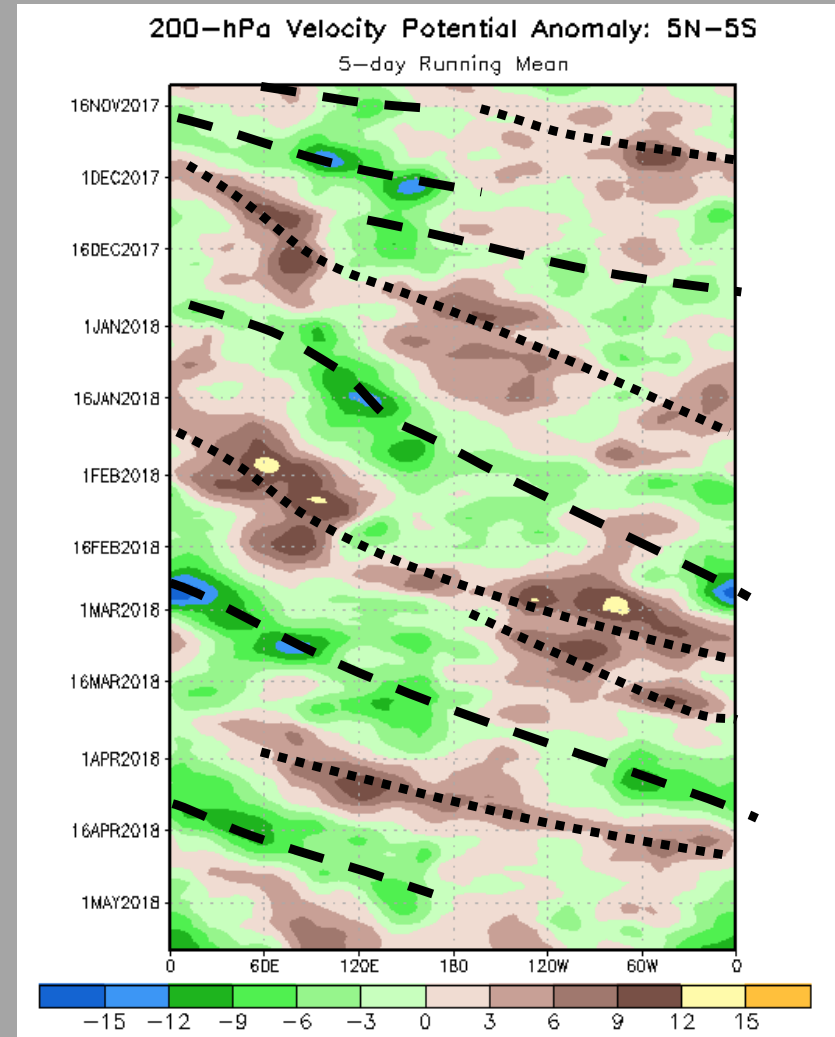 200−hPa Velocity Potential Anomaly: 5N−5S
5−day Running Mean
16NOV2017
1DEC2017
16DEC2017
1JAN2018
16JAN2018
1FEB2018
16FEB2018
1MAR2018
16MAR2018
1APR2018
16APR2018
1MAY2018
0 60E 120E 180 120W 60W 0
−15 −12 −9 −6 −3 0 3 6 9 12 15